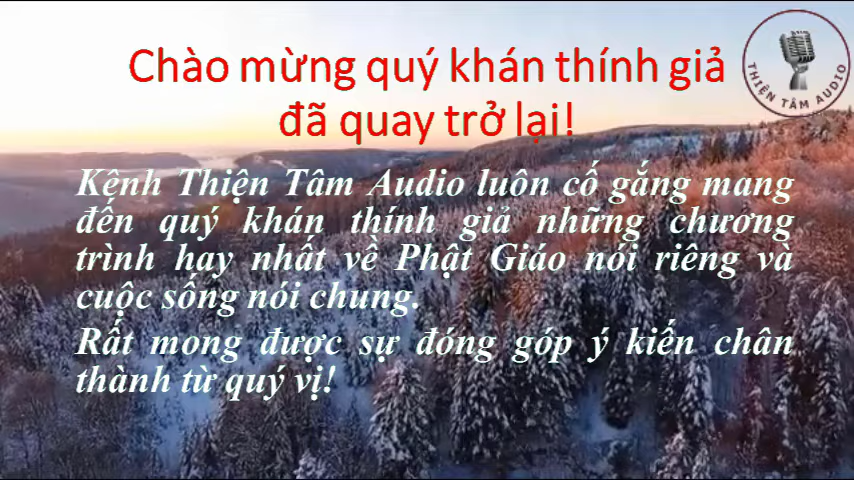 Chào mừng quý khán thính giả
đã quay trở lại!
THIỆN TÂM AUDIO
Kênh Thiện Tâm Audio luôn cố gắng mang
đến quý khán thính giả những chương
trình hay nhất về Phật Giáo nói riêng và
cuộc sống nói chung.
Rất mong được sự đóng góp ý kiến chân
thành từ quý vị!